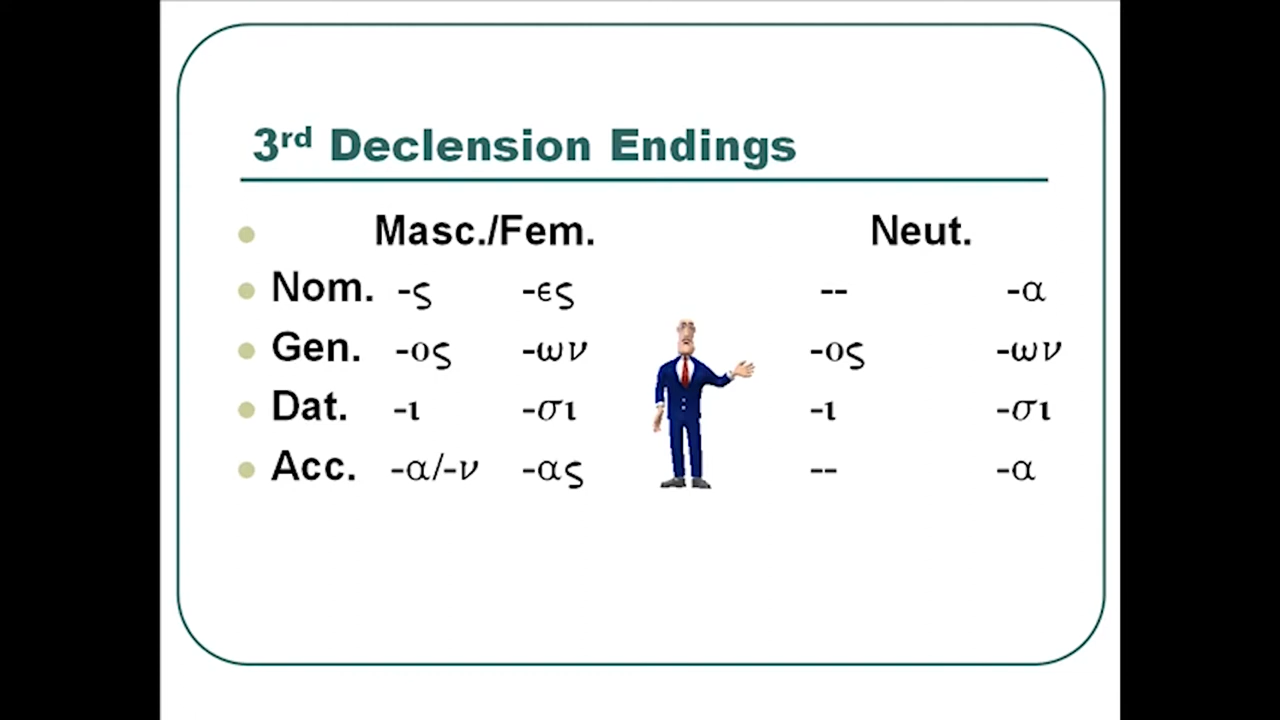 3rd Declension Endings
Masc./Fem. Neut.
Nom. -ς -ες -- -α
Gen. -ος -ων -ος -ων
Dat. -ι -σι -ι -σι
Acc. -α/-ν -ας -- -α